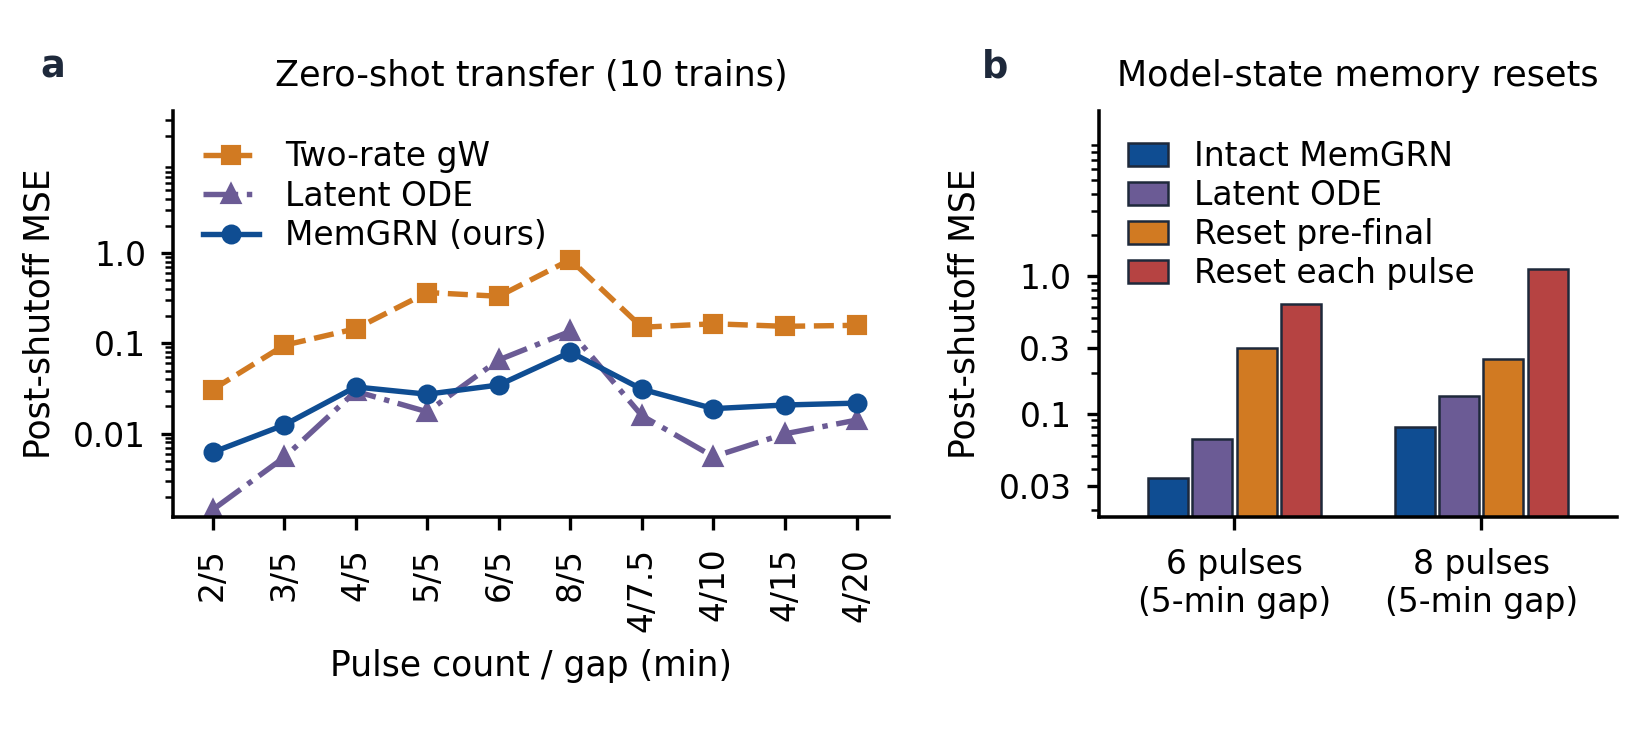 a
Zero-shot transfer (10 trains)
Post-shutoff MSE
Two-rate gW
Latent ODE
MemGRN (ours)
1.0
0.1
0.01
2/5
3/5
4/5
5/5
6/5
8/5
4/7.5
4/10
4/15
4/20
Pulse count / gap (min)
b
Model-state memory resets
Post-shutoff MSE
Intact MemGRN
Latent ODE
Reset pre-final
Reset each pulse
1.0
0.3
0.1
0.03
6 pulses
(5-min gap)
8 pulses
(5-min gap)